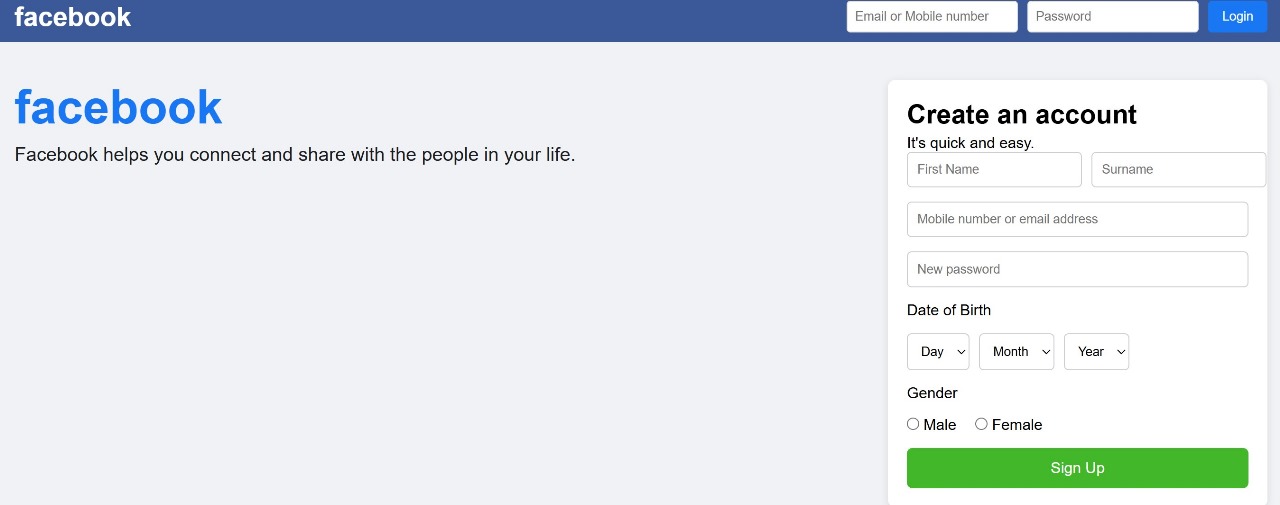 facebook Email or Mobile number Password Login
facebook
Facebook helps you connect and share with the people in your life.
Create an account
It's quick and easy.
First Name Surname
Mobile number or email address
New password
Date of Birth
Day Month Year
Gender
Male Female
Sign Up